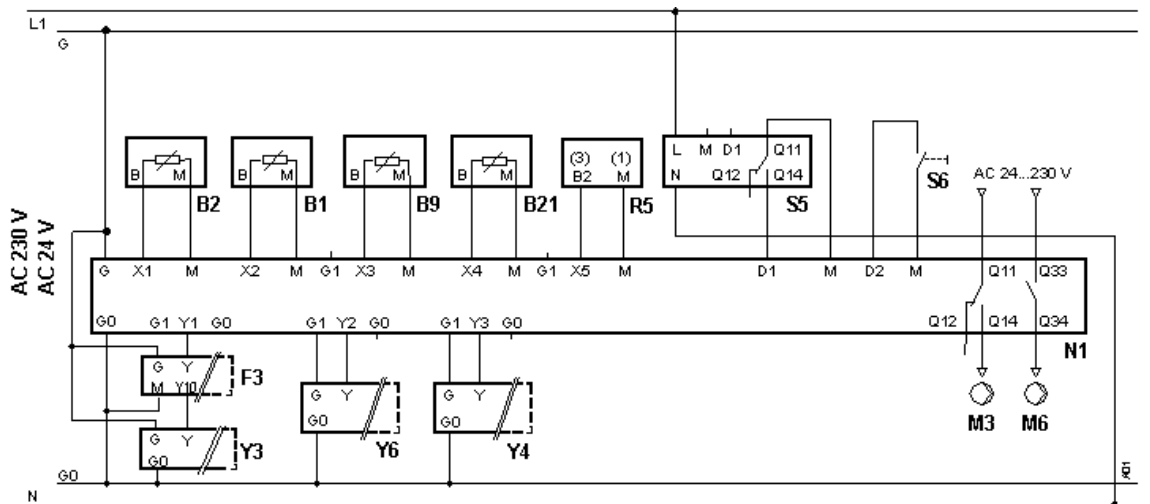 L1
G
AC 230 V
AC 24 V
B M B2
B M B1
B M B9
B M B21
(3) (1)
B2 M R5
L M D1 Q11
N Q12 Q14 S5
S6
AC 24...230 V
G X1 M X2 M G1 X3 M X4 M G1 X5 M D1 M D2 M Q11 Q33
G0 G1 Y1 G0 G1 Y2 G0 G1 Y3 G0 Q12 Q14 Q34
N1
G Y F3
M Y10
G Y
G0 Y3
G Y
G0 Y6
G Y
G0 Y4
M3 M6
G0
N